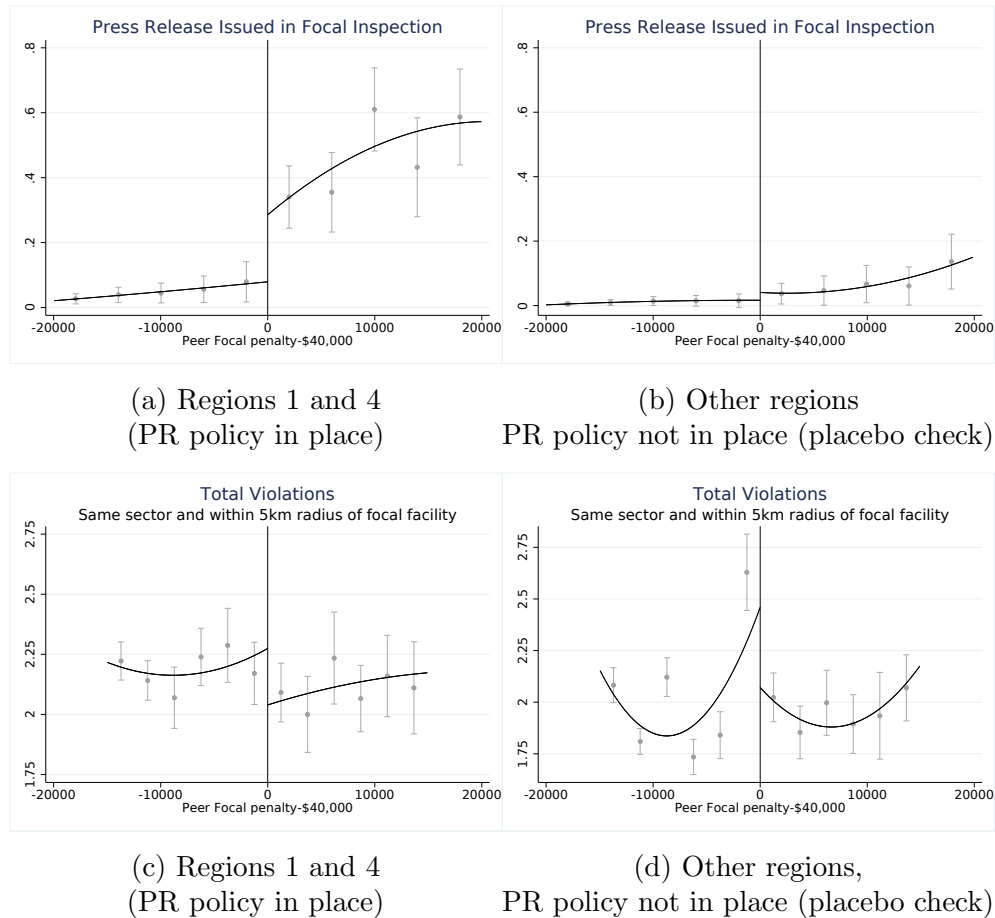 Press Release Issued in Focal Inspection
.8
.6
.4
.2
0
-20000 -10000 0 10000 20000
Peer Focal penalty-$40,000
(a) Regions 1 and 4
(PR policy in place)
Press Release Issued in Focal Inspection
.8
.6
.4
.2
0
-20000 -10000 0 10000 20000
Peer Focal penalty-$40,000
(b) Other regions
PR policy not in place (placebo check)
Total Violations
Same sector and within 5km radius of focal facility
2.75
2.5
2.25
2
1.75
-20000 -10000 0 10000 20000
Peer Focal penalty-$40,000
(c) Regions 1 and 4
(PR policy in place)
Total Violations
Same sector and within 5km radius of focal facility
2.75
2.5
2.25
2
1.75
-20000 -10000 0 10000 20000
Peer Focal penalty-$40,000
(d) Other regions,
PR policy not in place (placebo check)